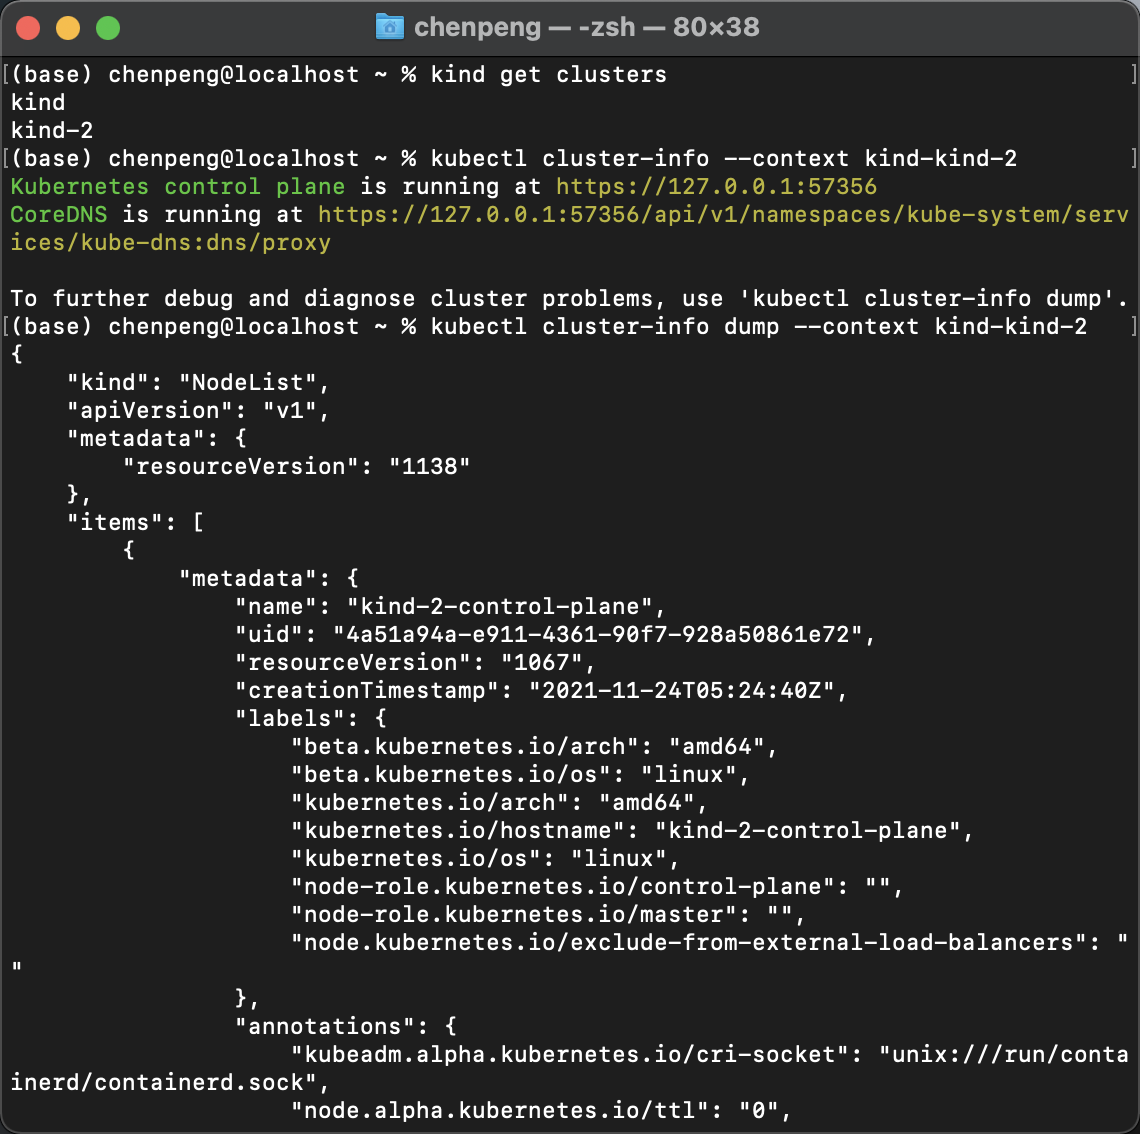 chenpeng — -zsh — 80×38
(base) chenpeng@localhost ~ % kind get clusters
kind
kind-2
(base) chenpeng@localhost ~ % kubectl cluster-info --context kind-kind-2
Kubernetes control plane is running at https://127.0.0.1:57356
CoreDNS is running at https://127.0.0.1:57356/api/v1/namespaces/kube-system/serv
ices/kube-dns:dns/proxy
To further debug and diagnose cluster problems, use 'kubectl cluster-info dump'.
(base) chenpeng@localhost ~ % kubectl cluster-info dump --context kind-kind-2
{
    "kind": "NodeList",
    "apiVersion": "v1",
    "metadata": {
        "resourceVersion": "1138"
    },
    "items": [
        {
            "metadata": {
                "name": "kind-2-control-plane",
                "uid": "4a51a94a-e911-4361-90f7-928a50861e72",
                "resourceVersion": "1067",
                "creationTimestamp": "2021-11-24T05:24:40Z",
                "labels": {
                    "beta.kubernetes.io/arch": "amd64",
                    "beta.kubernetes.io/os": "linux",
                    "kubernetes.io/arch": "amd64",
                    "kubernetes.io/hostname": "kind-2-control-plane",
                    "kubernetes.io/os": "linux",
                    "node-role.kubernetes.io/control-plane": "",
                    "node-role.kubernetes.io/master": "",
                    "node.kubernetes.io/exclude-from-external-load-balancers": "
"
                },
                "annotations": {
                    "kubeadm.alpha.kubernetes.io/cri-socket": "unix:///run/conta
inerd/containerd.sock",
                    "node.alpha.kubernetes.io/ttl": "0",